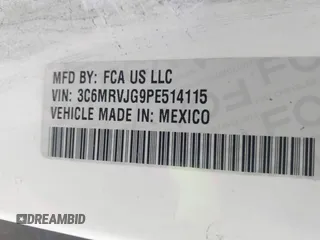 MFD BY: FCA US LLC
VIN: 3C6MRVJG9PE514115
VEHICLE MADE IN: MEXICO
DREAMBID